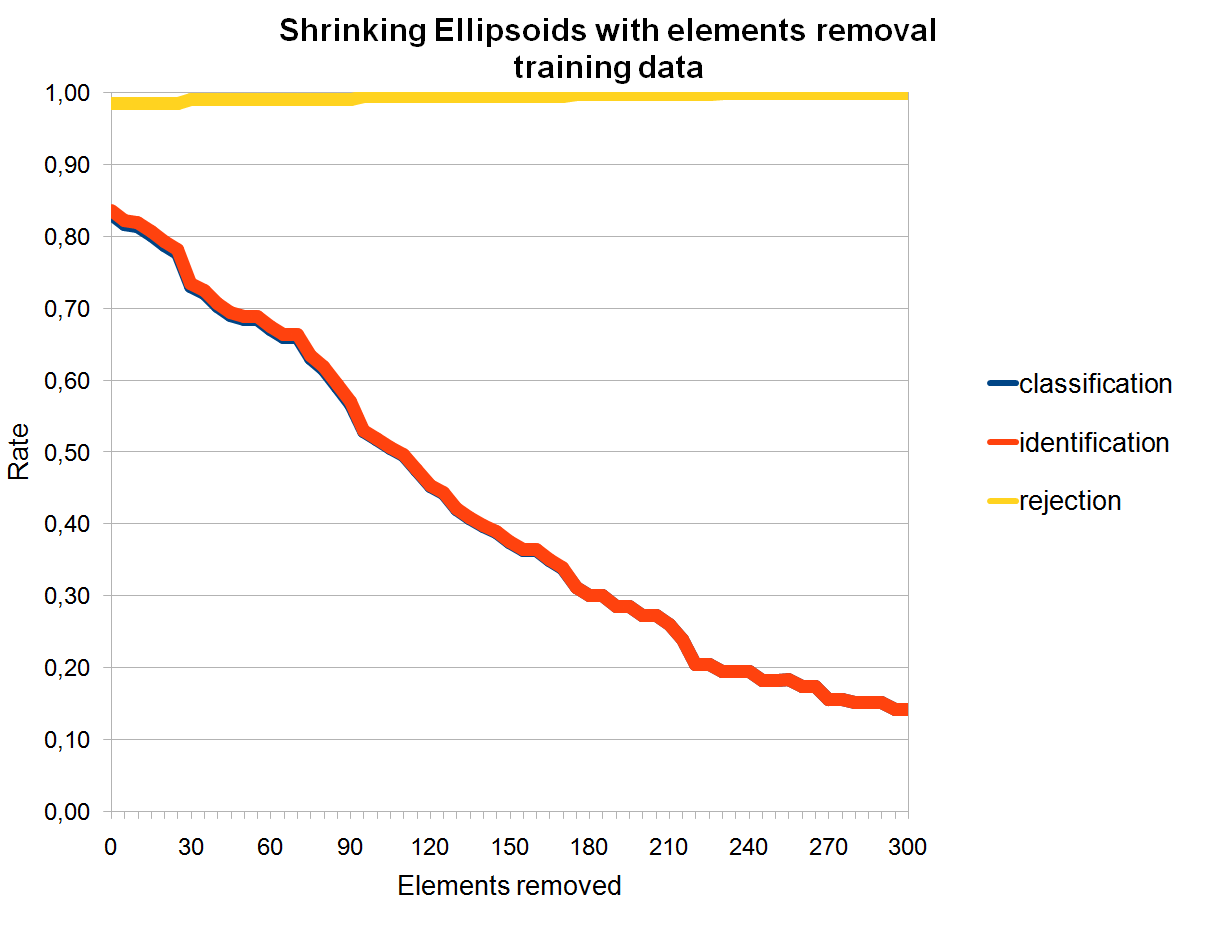 Shrinking Ellipsoids with elements removal
training data
1,00
0,90
0,80
0,70
0,60
0,50
0,40
0,30
0,20
0,10
0,00
Rate
0 30 60 90 120 150 180 210 240 270 300
Elements removed
classification
identification
rejection